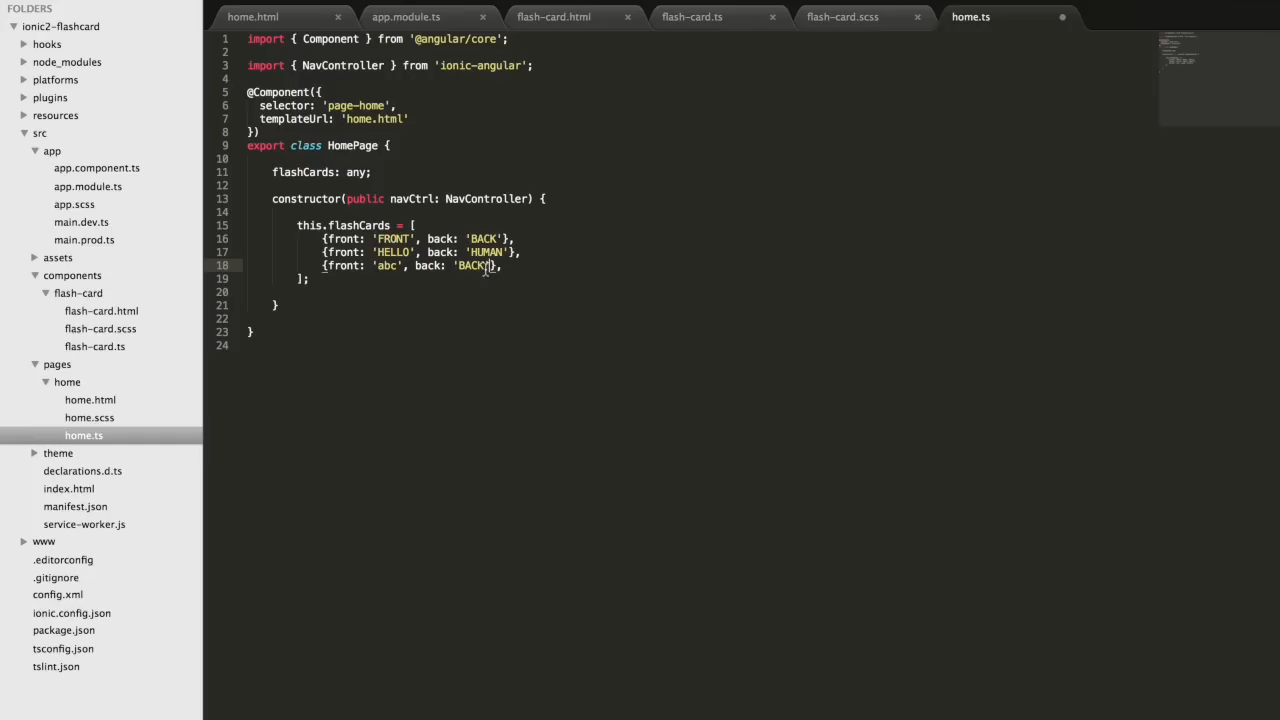 FOLDERS
ionic2-flashcard
hooks
node_modules
platforms
plugins
resources
src
app
app.component.ts
app.module.ts
app.scss
main.dev.ts
main.prod.ts
assets
components
flash-card
flash-card.html
flash-card.scss
flash-card.ts
pages
home
home.html
home.scss
home.ts
theme
declarations.d.ts
index.html
manifest.json
service-worker.js
www
.editorconfig
.gitignore
config.xml
ionic.config.json
package.json
tsconfig.json
tslint.json
home.html × app.module.ts × flash-card.html × flash-card.ts × flash-card.scss × home.ts
1 import { Component } from '@angular/core';
2
3 import { NavController } from 'ionic-angular';
4
5 @Component({
6 selector: 'page-home',
7 templateUrl: 'home.html'
8 })
9 export class HomePage {
10
11 flashCards: any;
12
13 constructor(public navCtrl: NavController) {
14
15 this.flashCards = [
16 {front: 'FRONT', back: 'BACK'},
17 {front: 'HELLO', back: 'HUMAN'},
18 {front: 'abc', back: 'BACK'},
19 ];
20
21 }
22
23 }
24